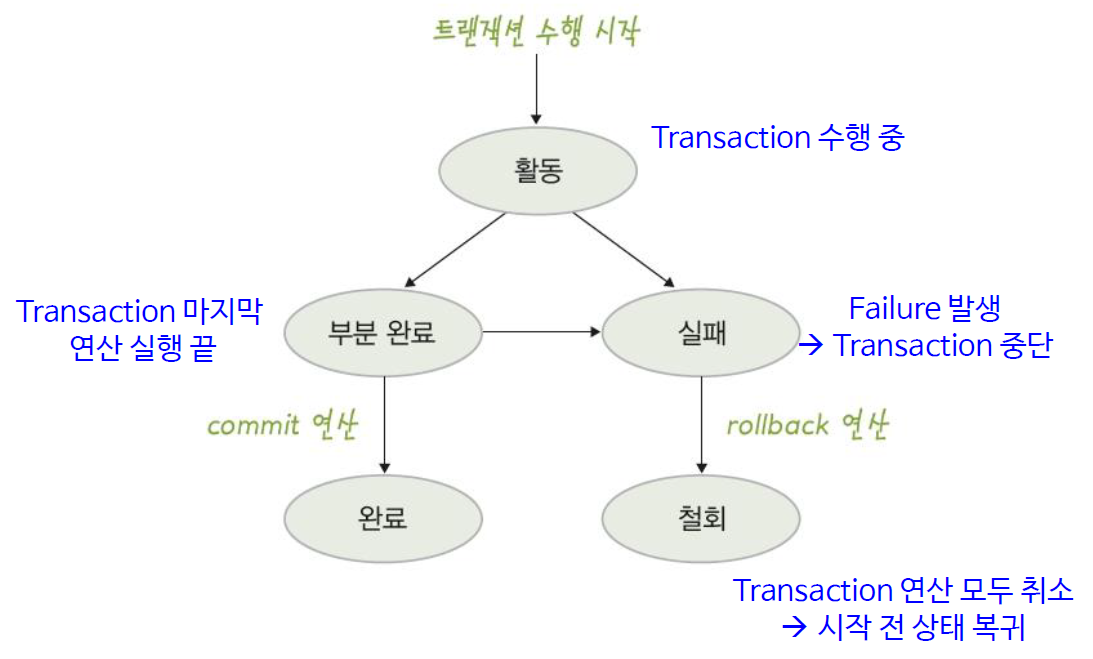 트랜잭션 수행 시작
Transaction 수행 중
활동
Transaction 마지막
연산 실행 끝
부분 완료
실패
Failure 발생
→ Transaction 중단
commit 연산
rollback 연산
완료
철회
Transaction 연산 모두 취소
→ 시작 전 상태 복귀